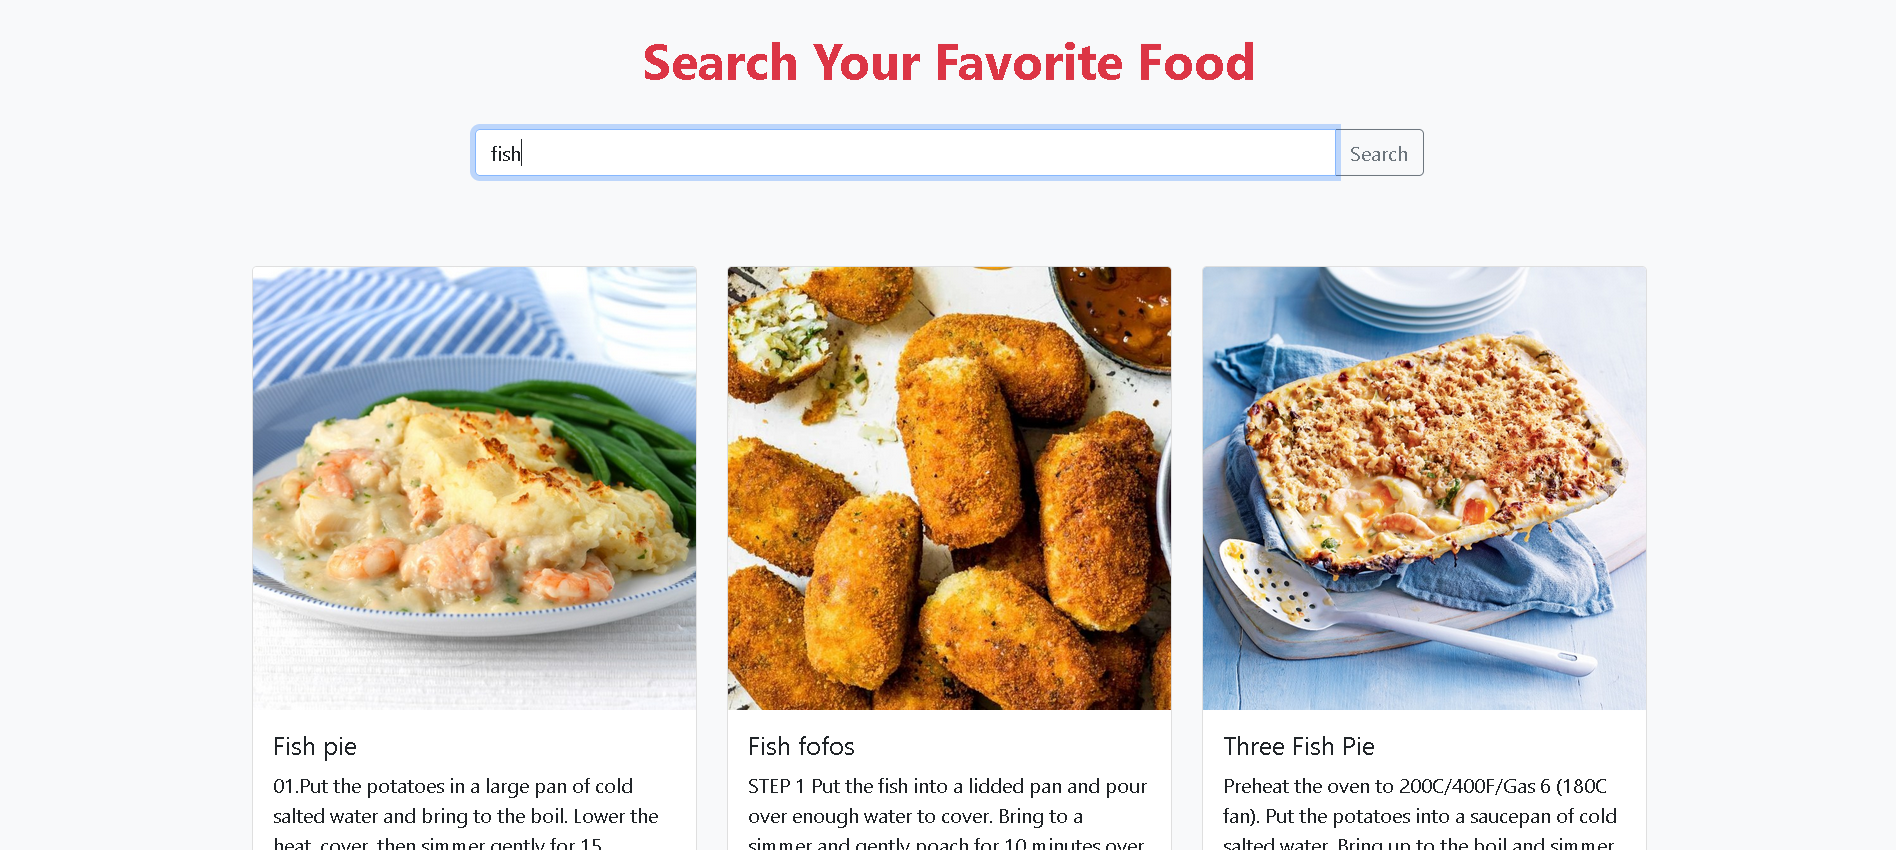 Search Your Favorite Food
fish
Search
Fish pie
01.Put the potatoes in a large pan of cold
salted water and bring to the boil. Lower the
heat, cover, then simmer gently for 15
Fish fofos
STEP 1 Put the fish into a lidded pan and pour
over enough water to cover. Bring to a
simmer and gently poach for 10 minutes over
Three Fish Pie
Preheat the oven to 200C/400F/Gas 6 (180C
fan). Put the potatoes into a saucepan of cold
salted water. Bring up to the boil and simmer